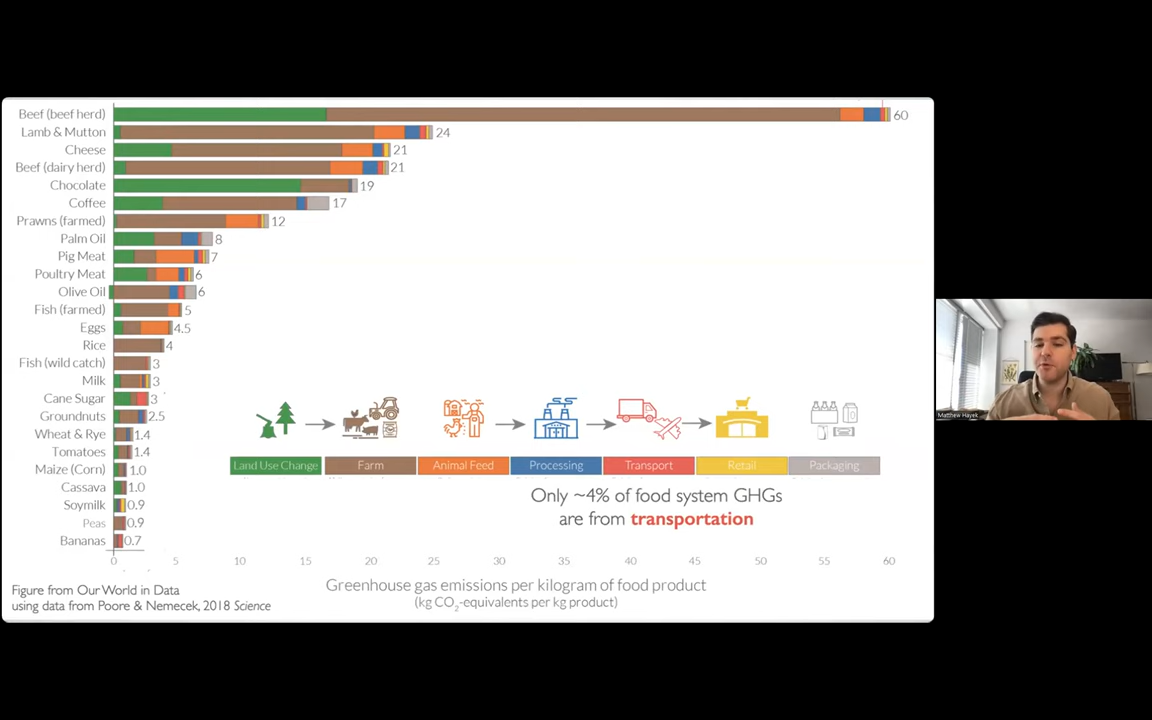 Beef (beef herd) 60
Lamb & Mutton 24
Cheese 21
Beef (dairy herd) 21
Chocolate 19
Coffee 17
Prawns (farmed) 12
Palm Oil 8
Pig Meat 7
Poultry Meat 6
Olive Oil 6
Fish (farmed) 5
Eggs 4.5
Rice 4
Fish (wild catch) 3
Milk 3
Cane Sugar 3
Groundnuts 2.5
Wheat & Rye 1.4
Tomatoes 1.4
Maize (Corn) 1.0
Cassava 1.0
Soymilk 0.9
Peas 0.9
Bananas 0.7
Land Use Change Farm Animal Feed Processing Transport Retail Packaging
Only ~4% of food system GHGs
are from transportation
0 5 10 15 20 25 30 35 40 45 50 55 60
Greenhouse gas emissions per kilogram of food product
(kg CO₂-equivalents per kg product)
Figure from Our World in Data
using data from Poore & Nemecek, 2018 Science
Matthew Hayek